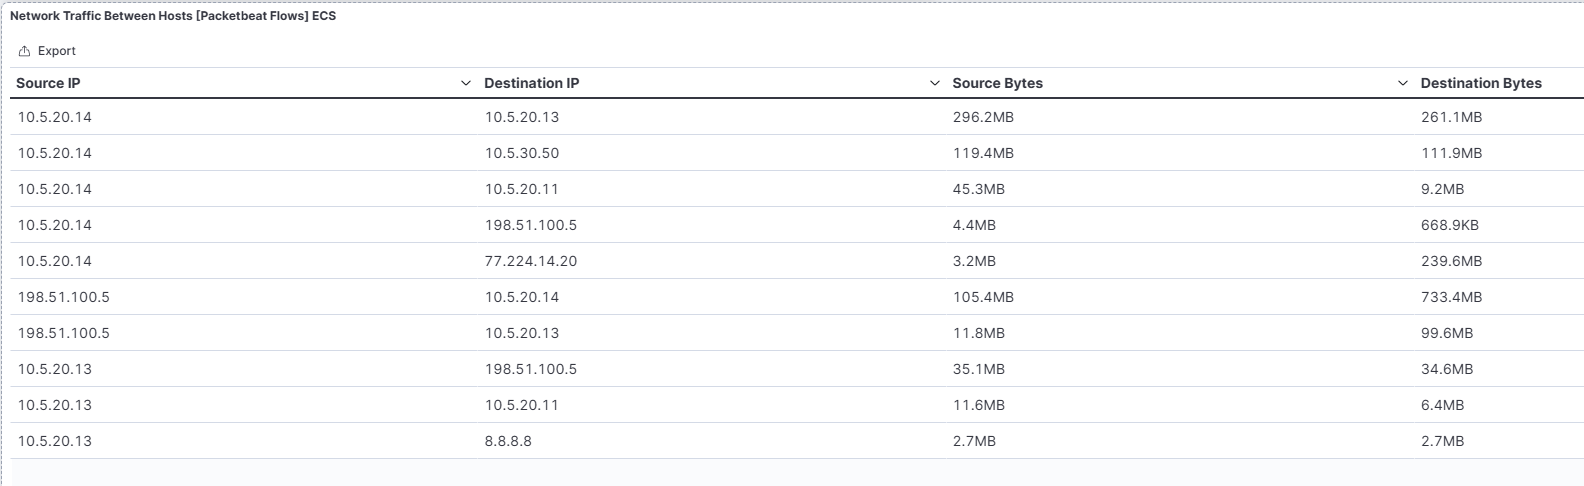 Network Traffic Between Hosts [Packetbeat Flows] ECS
Export
Source IP Destination IP Source Bytes Destination Bytes
10.5.20.14 10.5.20.13 296.2MB 261.1MB
10.5.20.14 10.5.30.50 119.4MB 111.9MB
10.5.20.14 10.5.20.11 45.3MB 9.2MB
10.5.20.14 198.51.100.5 4.4MB 668.9KB
10.5.20.14 77.224.14.20 3.2MB 239.6MB
198.51.100.5 10.5.20.14 105.4MB 733.4MB
198.51.100.5 10.5.20.13 11.8MB 99.6MB
10.5.20.13 198.51.100.5 35.1MB 34.6MB
10.5.20.13 10.5.20.11 11.6MB 6.4MB
10.5.20.13 8.8.8.8 2.7MB 2.7MB